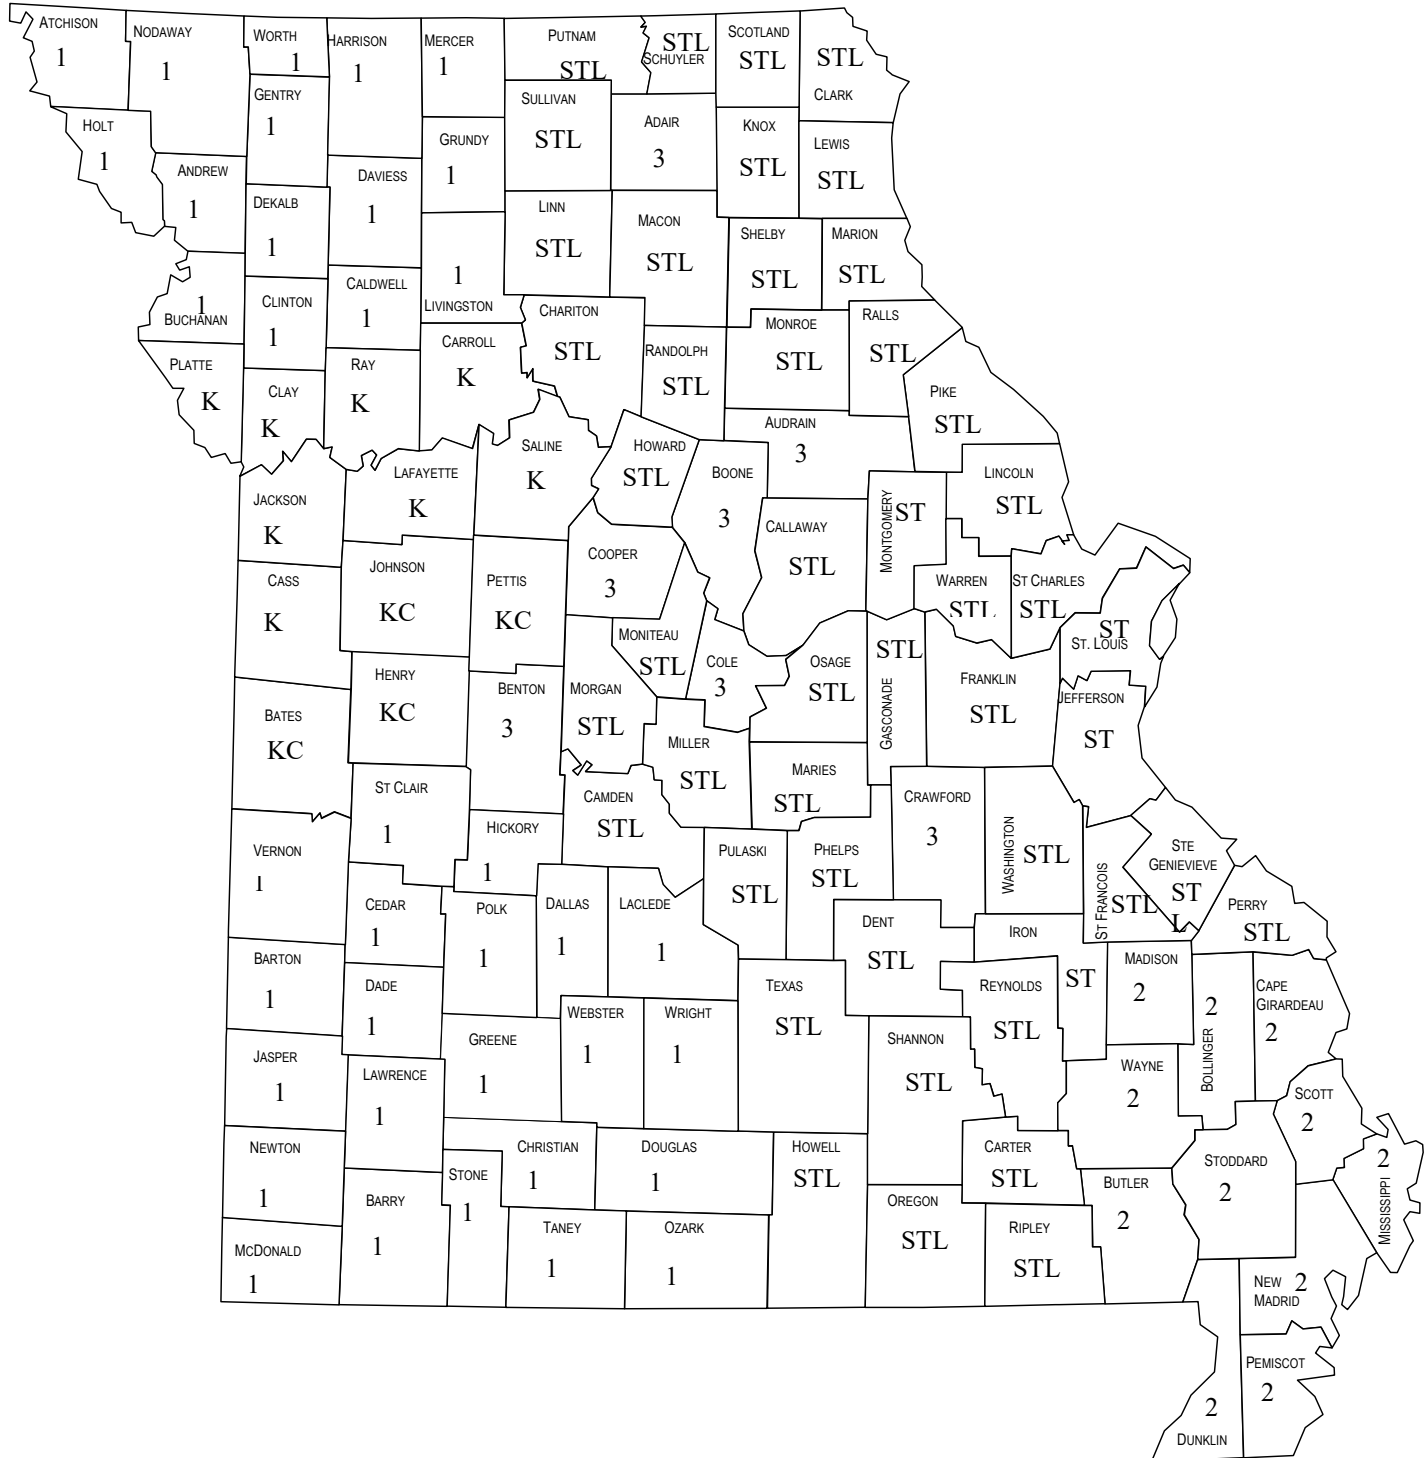 ATCHISON
1
NODAWAY
1
WORTH
1
HARRISON
1
MERCER
1
PUTNAM
STL
STL
SCHUYLER
SCOTLAND
STL
STL
CLARK
HOLT
1
GENTRY
1
GRUNDY
1
SULLIVAN
STL
ADAIR
3
KNOX
STL
LEWIS
STL
ANDREW
1
DEKALB
1
DAVIESS
1
LINN
STL
MACON
STL
SHELBY
STL
MARION
STL
1
BUCHANAN
CLINTON
1
CALDWELL
1
1
LIVINGSTON
CHARITON
STL
RANDOLPH
STL
MONROE
STL
RALLS
STL
PLATTE
K
CLAY
K
RAY
K
CARROLL
K
PIKE
STL
AUDRAIN
3
SALINE
K
HOWARD
STL
BOONE
3
JACKSON
K
LAFAYETTE
K
CALLAWAY
STL
MONTGOMERY
ST
LINCOLN
STL
CASS
K
JOHNSON
KC
PETTIS
KC
COOPER
3
WARREN
STL
ST CHARLES
STL
ST
ST. LOUIS
MONITEAU
STL
COLE
3
OSAGE
STL
STL
GASCONADE
FRANKLIN
STL
JEFFERSON
ST
BATES
KC
HENRY
KC
BENTON
3
MORGAN
STL
MILLER
STL
MARIES
STL
ST CLAIR
1
HICKORY
1
CAMDEN
STL
PULASKI
STL
PHELPS
STL
CRAWFORD
3
WASHINGTON
STL
ST FRANCOIS
STL
STE
GENIEVIEVE
ST
L
PERRY
STL
VERNON
1
CEDAR
1
POLK
1
DALLAS
1
LACLEDE
1
DENT
STL
IRON
ST
MADISON
2
2
BOLLINGER
CAPE
GIRARDEAU
2
BARTON
1
DADE
1
GREENE
1
WEBSTER
1
WRIGHT
1
TEXAS
STL
SHANNON
STL
REYNOLDS
STL
WAYNE
2
SCOTT
2
JASPER
1
LAWRENCE
1
NEWTON
1
BARRY
1
STONE
1
CHRISTIAN
1
DOUGLAS
1
HOWELL
STL
CARTER
STL
BUTLER
2
STODDARD
2
2
MISSISSIPPI
MCDONALD
1
TANEY
1
OZARK
1
OREGON
STL
RIPLEY
STL
NEW
MADRID
2
PEMISCOT
2
2
DUNKLIN